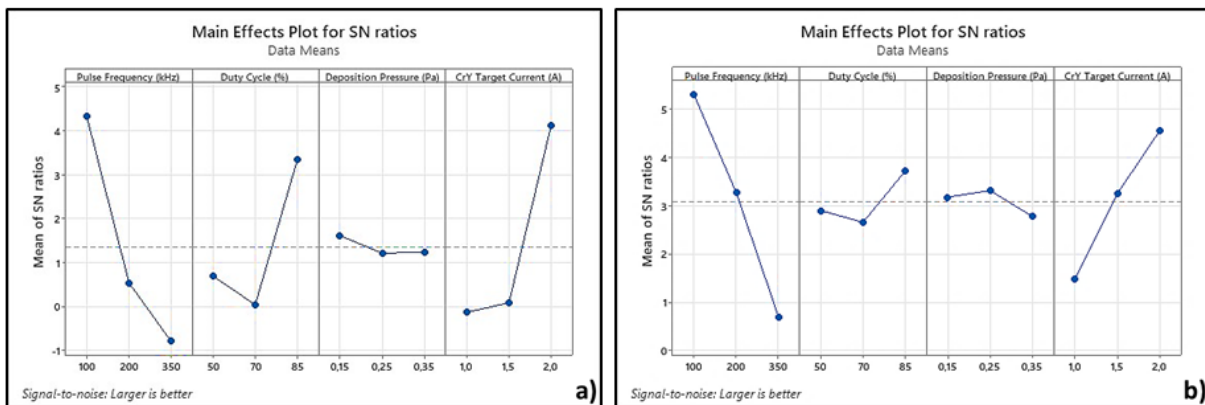 Main Effects Plot for SN ratios
Data Means
Pulse Frequency (kHz) Duty Cycle (%) Deposition Pressure (Pa) CrY Target Current (A)
Mean of SN ratios
5
4
3
2
1
0
-1
100 200 350 50 70 85 0,15 0,25 0,35 1,0 1,5 2,0
Signal-to-noise: Larger is better
a)
Main Effects Plot for SN ratios
Data Means
Pulse Frequency (kHz) Duty Cycle (%) Deposition Pressure (Pa) CrY Target Current (A)
Mean of SN ratios
5
4
3
2
1
0
100 200 350 50 70 85 0,15 0,25 0,35 1,0 1,5 2,0
Signal-to-noise: Larger is better
b)